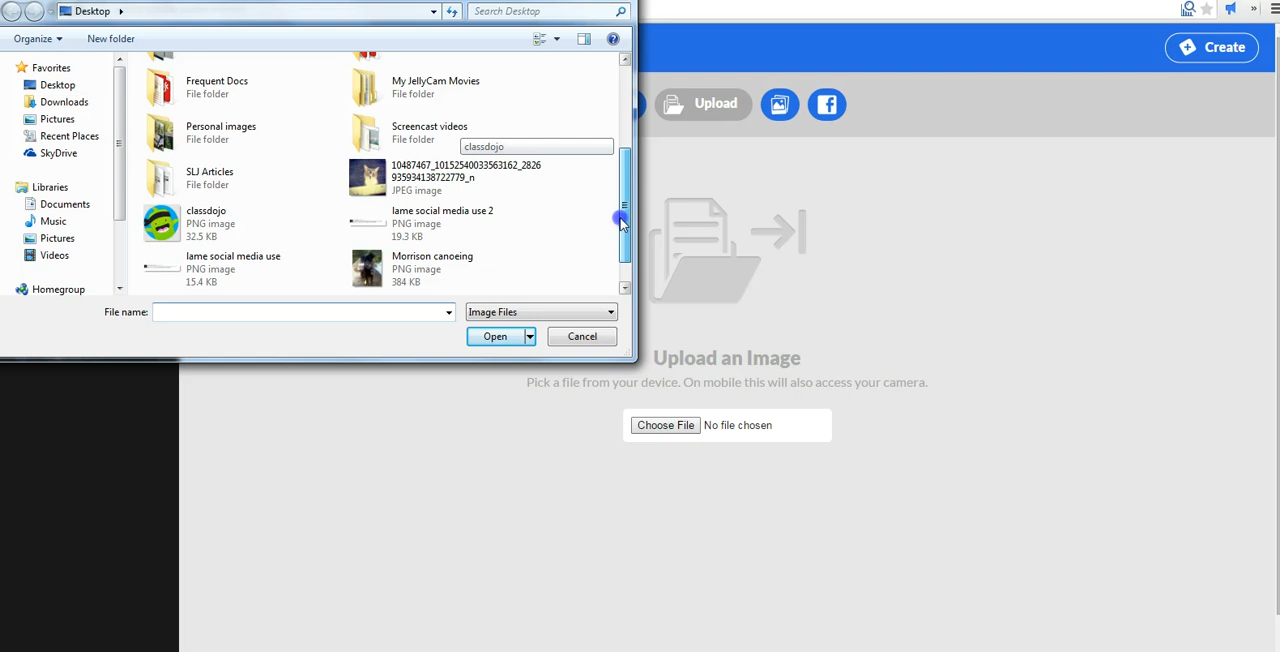 Desktop
Search Desktop
Organize
New folder
Create
Favorites
Desktop
Downloads
Pictures
Recent Places
SkyDrive
Libraries
Documents
Music
Pictures
Videos
Homegroup
Frequent Docs
File folder
My JellyCam Movies
File folder
Personal images
File folder
Screencast videos
File folder
classdojo
SLJ Articles
File folder
10487467_10152540033563162_2826
935934138722779_n
JPEG image
classdojo
PNG image
32.5 KB
lame social media use 2
PNG image
19.3 KB
lame social media use
PNG image
15.4 KB
Morrison canoeing
PNG image
384 KB
File name:
Image Files
Open
Cancel
Upload
Upload an Image
Pick a file from your device. On mobile this will also access your camera.
Choose File No file chosen